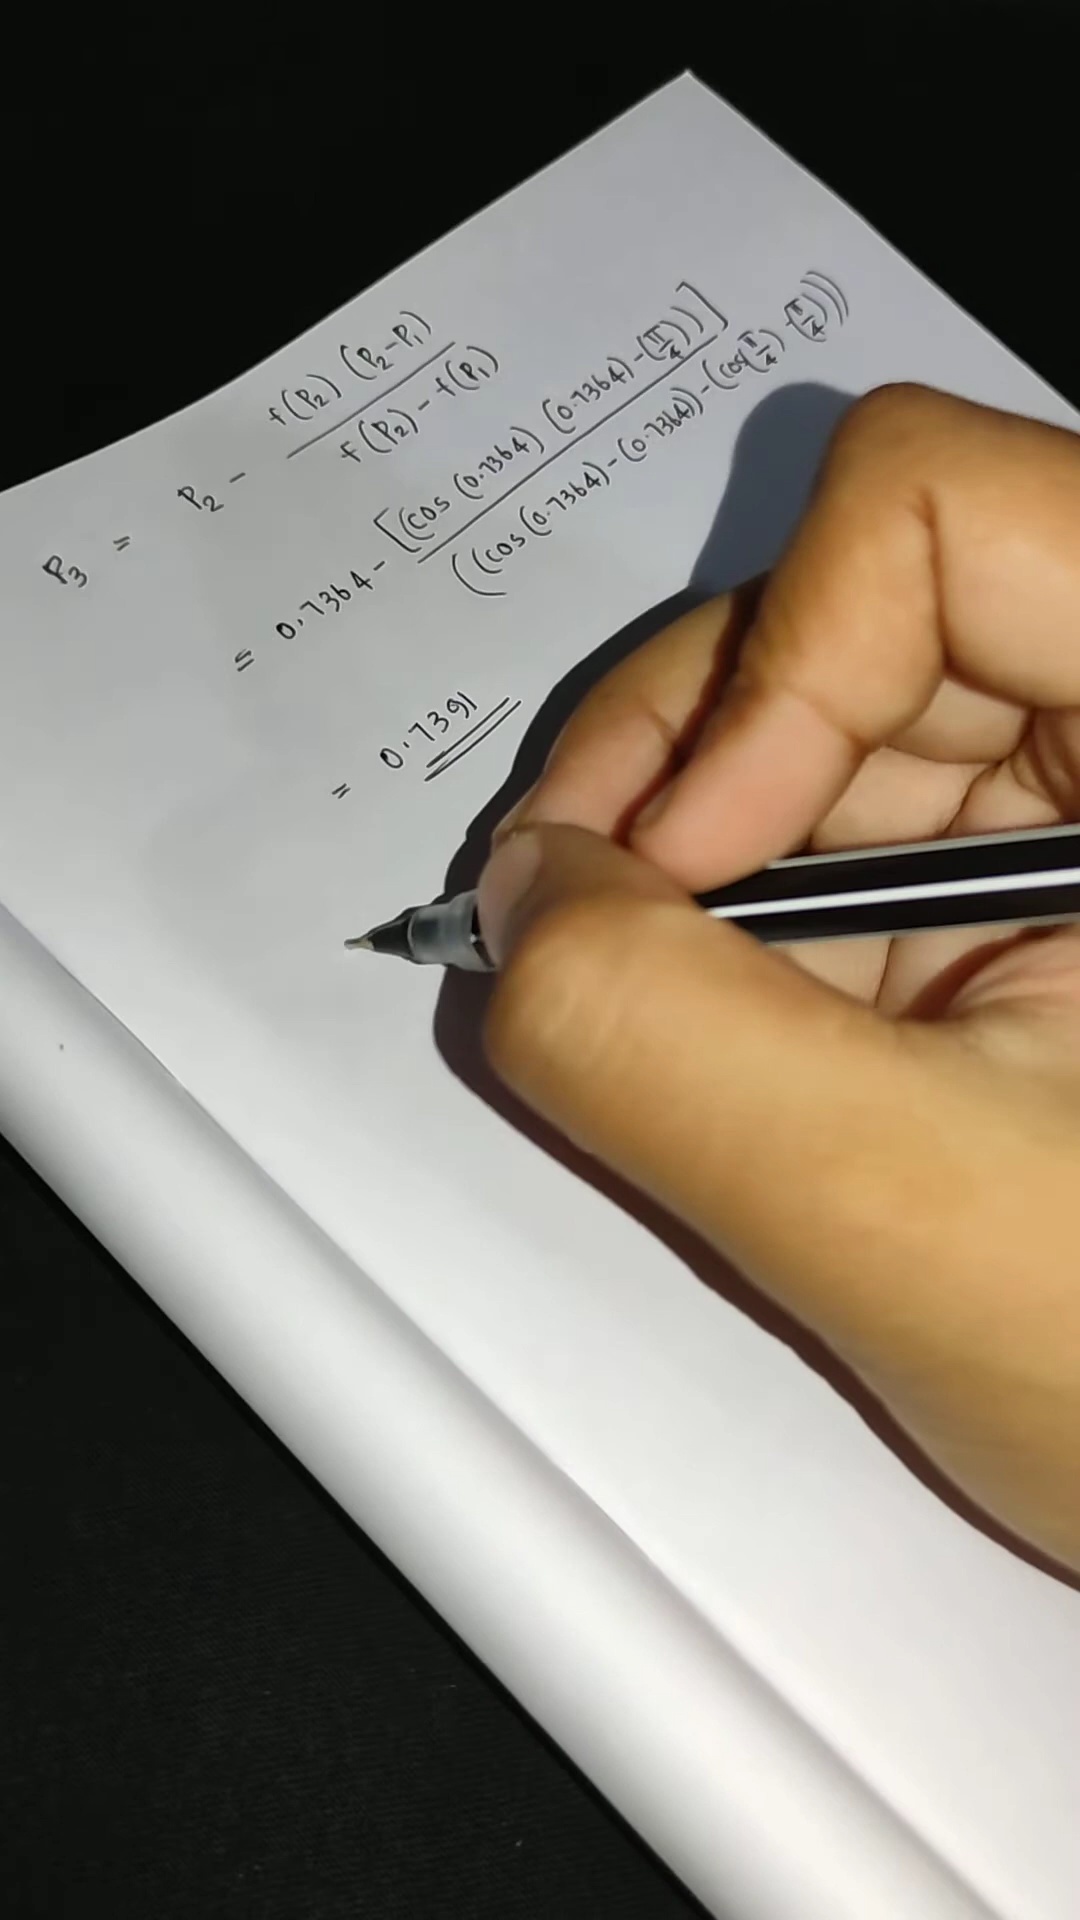 P₃ = P₂ - f(P₂) (P₂-P₁) / f(P₂) - f(P₁)
= 0.7364 - [(cos (0.7364) (0.7364) - (π/4))] / ((cos (0.7364) - (0.7364)) - (cos(π/4) - (π/4)))
= 0.7391